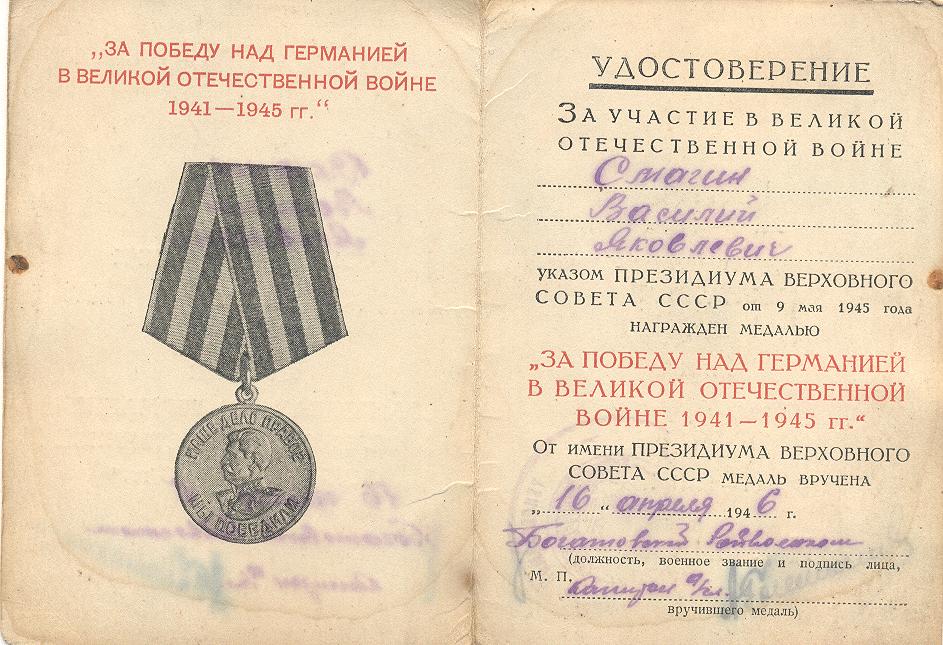 „ЗА ПОБЕДУ НАД ГЕРМАНИЕЙ
В ВЕЛИКОЙ ОТЕЧЕСТВЕННОЙ ВОЙНЕ
1941—1945 гг.“
НАШЕ ДЕЛО ПРАВОЕ
МЫ ПОБЕДИЛИ
УДОСТОВЕРЕНИЕ
ЗА УЧАСТИЕ В ВЕЛИКОЙ
ОТЕЧЕСТВЕННОЙ ВОЙНЕ
Смагин
Василий
Яковлевич
УКАЗОМ ПРЕЗИДИУМА ВЕРХОВНОГО
СОВЕТА СССР от 9 мая 1945 года
НАГРАЖДЕН МЕДАЛЬЮ
„ЗА ПОБЕДУ НАД ГЕРМАНИЕЙ
В ВЕЛИКОЙ ОТЕЧЕСТВЕННОЙ
ВОЙНЕ 1941—1945 гг.“
От имени ПРЕЗИДИУМА ВЕРХОВНОГО
СОВЕТА СССР МЕДАЛЬ ВРУЧЕНА
„16“ апреля 1946 г.
Богатовский Райвоенком
(должность, военное звание и подпись лица,
М. П.
вручившего медаль)